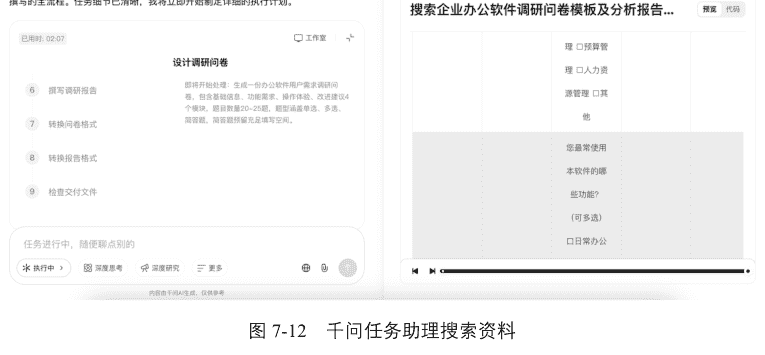 撰写的全流程。任务细节已清晰，我将立即开始制定详细的执行计划。
已用时: 02:07
工作室
设计调研问卷
即将开始处理：生成一份办公软件用户需求调研问
卷，包含基础信息、功能需求、操作体验、改进建议4
个模块，题目数量20-25题，题型涵盖单选、多选、
简答题，简答题预留充足填写空间。
6 撰写调研报告
7 转换问卷格式
8 转换报告格式
9 检查交付文件
任务进行中，随便聊点别的
执行中
深度思考
深度研究
更多
内容由千问AI生成，仅供参考
搜索企业办公软件调研问卷模板及分析报告...
预览 代码
理 口预算管
理 口人力资
源管理 口其
他
您最常使用
本软件的哪
些功能？
（可多选）
口日常办公
图 7-12 千问任务助理搜索资料